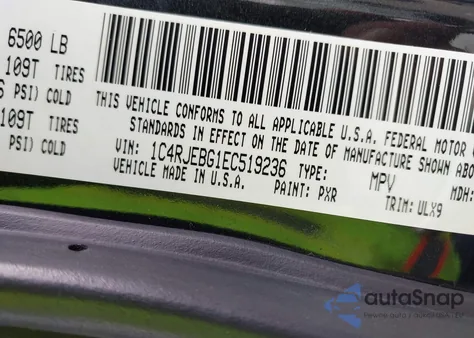 6500 LB
109T TIRES
PSI) COLD
109T TIRES
PSI) COLD
THIS VEHICLE CONFORMS TO ALL APPLICABLE U.S.A. FEDERAL MOTOR
STANDARDS IN EFFECT ON THE DATE OF MANUFACTURE SHOWN ABO
VIN: 1C4RJEBG1EC519236 TYPE: MPV MDH:
VEHICLE MADE IN U.S.A. PAINT: PXR TRIM: ULX9
autoSnap